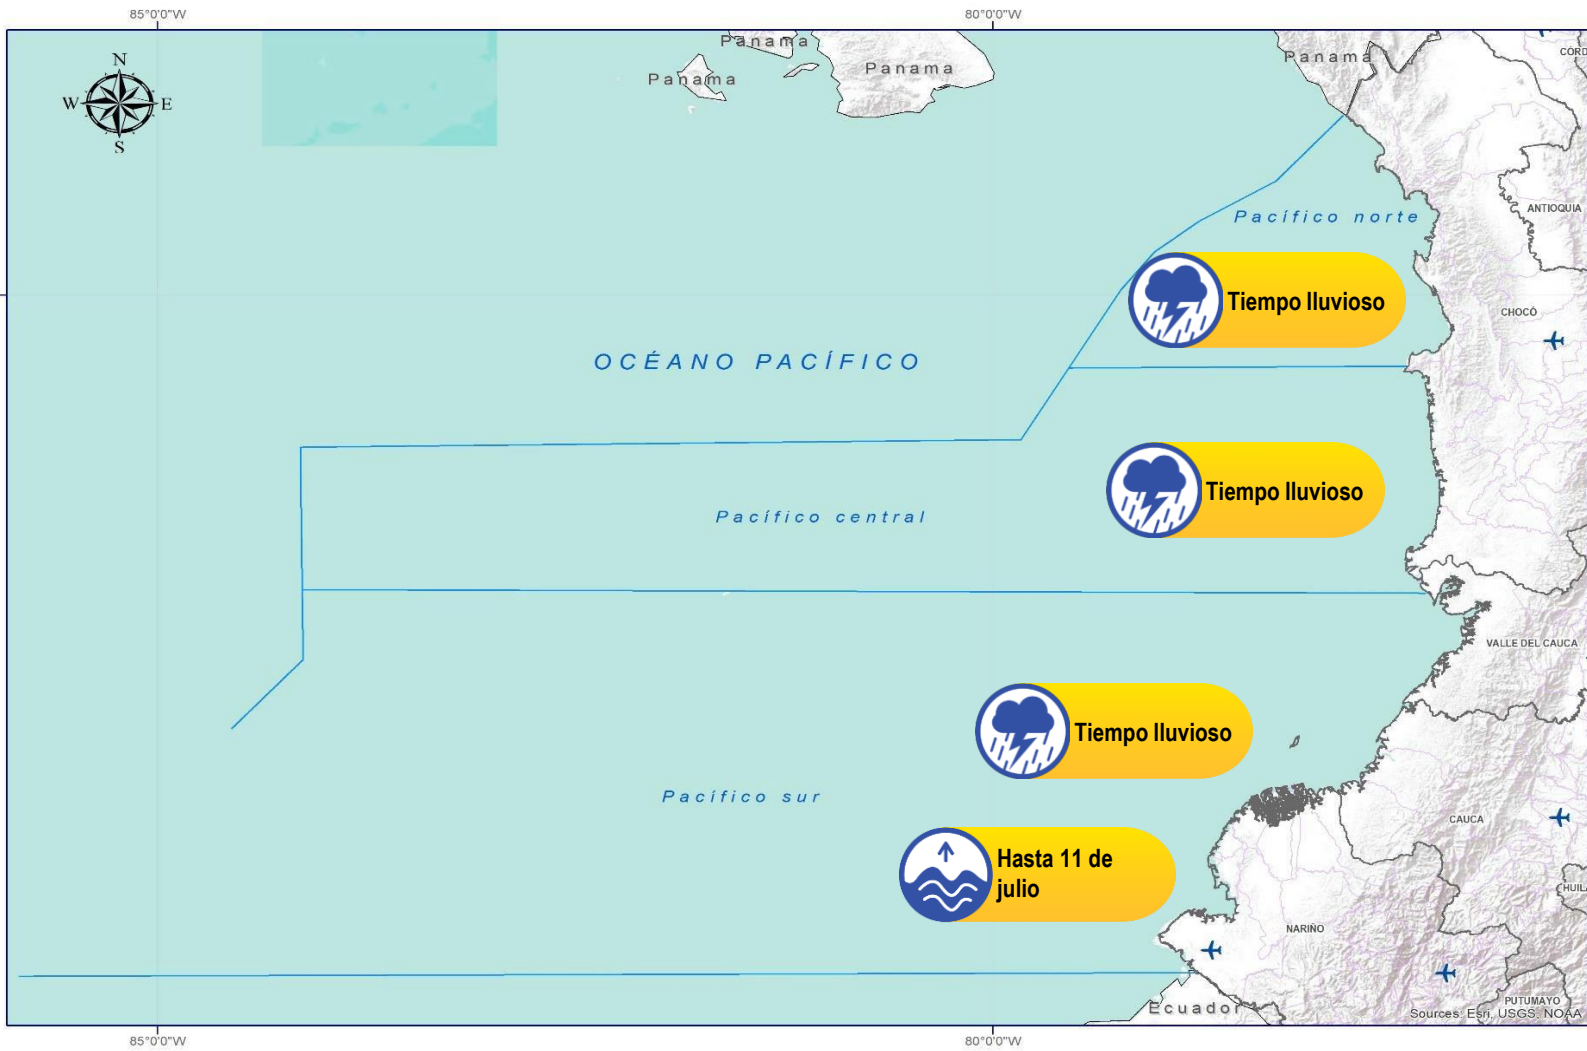 85°0'0"W
80°0'0"W
N
W
E
S
Panama
Panama
Panama
Panama
CORD
ANTIOQUIA
Pacífico norte
Tiempo lluvioso
CHOCÓ
OCÉANO PACÍFICO
Tiempo lluvioso
Pacífico central
VALLE DEL CAUCA
Tiempo lluvioso
Pacífico sur
CAUCA
Hasta 11 de
julio
HUILA
NARIÑO
PUTUMAYO
Ecuador
Sources: Esri, USGS, NOAA
85°0'0"W
80°0'0"W